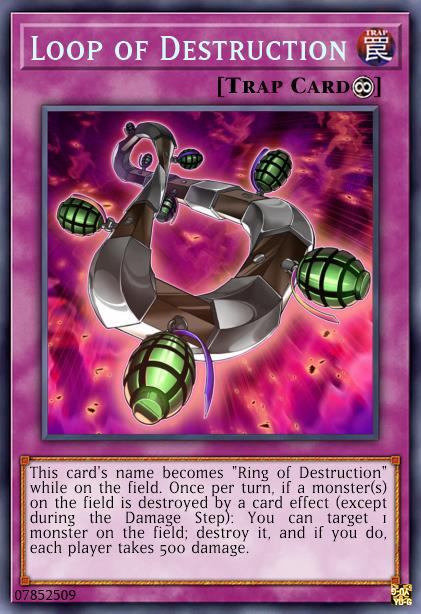 LOOP OF DESTRUCTION
TRAP
罠
[TRAP CARD♾]
This card's name becomes "Ring of Destruction"
while on the field. Once per turn, if a monster(s)
on the field is destroyed by a card effect (except
during the Damage Step): You can target 1
monster on the field; destroy it, and if you do,
each player takes 500 damage.
07852509